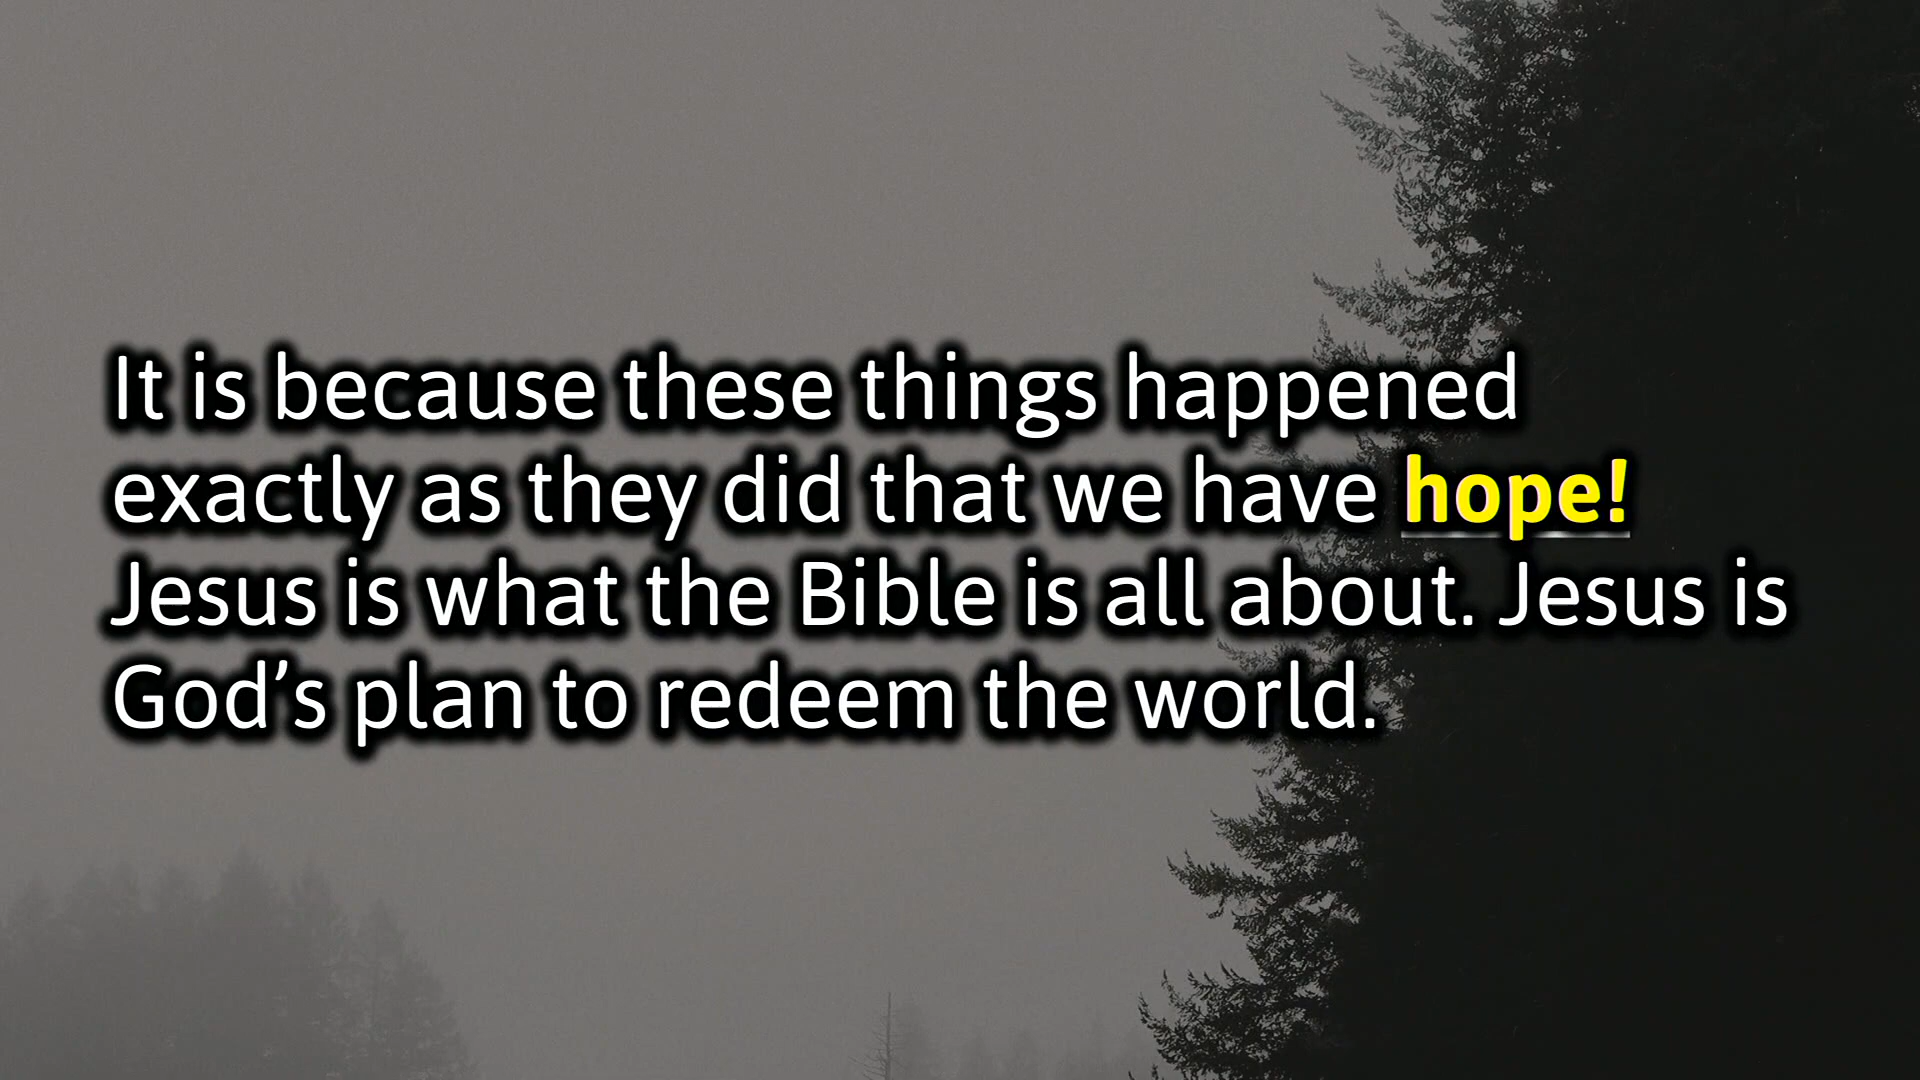 It is because these things happened
exactly as they did that we have hope!
Jesus is what the Bible is all about. Jesus is
God’s plan to redeem the world.